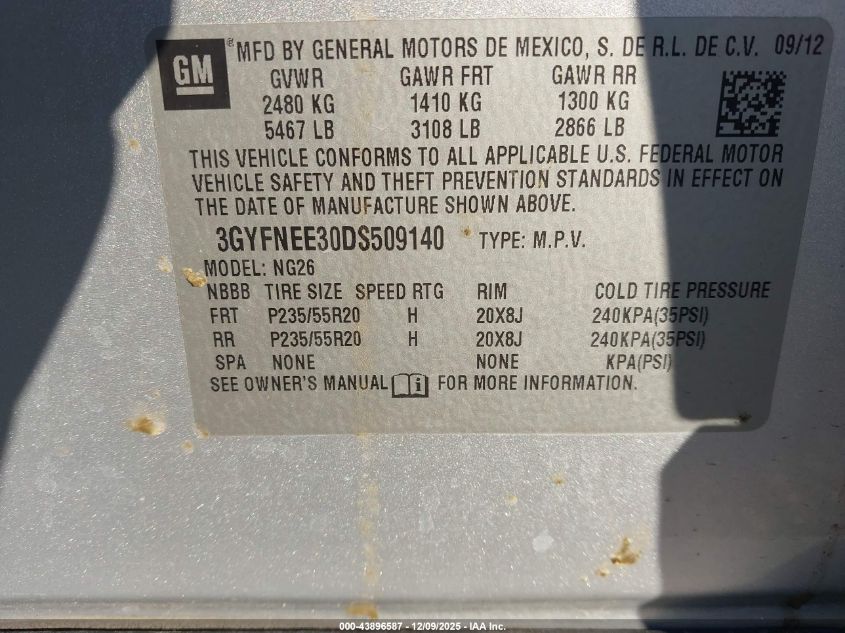 GM ® MFD BY GENERAL MOTORS DE MEXICO, S. DE R.L. DE C.V. 09/12
GVWR GAWR FRT GAWR RR
2480 KG 1410 KG 1300 KG
5467 LB 3108 LB 2866 LB
THIS VEHICLE CONFORMS TO ALL APPLICABLE U.S. FEDERAL MOTOR
VEHICLE SAFETY AND THEFT PREVENTION STANDARDS IN EFFECT ON
THE DATE OF MANUFACTURE SHOWN ABOVE.
3GYFNEE30DS509140 TYPE: M.P.V.
MODEL: NG26
NBBB TIRE SIZE SPEED RTG RIM COLD TIRE PRESSURE
FRT P235/55R20 H 20X8J 240KPA(35PSI)
RR P235/55R20 H 20X8J 240KPA(35PSI)
SPA NONE NONE KPA(PSI)
SEE OWNER'S MANUAL i FOR MORE INFORMATION.
000-43896587 - 12/09/2025 - IAA Inc.